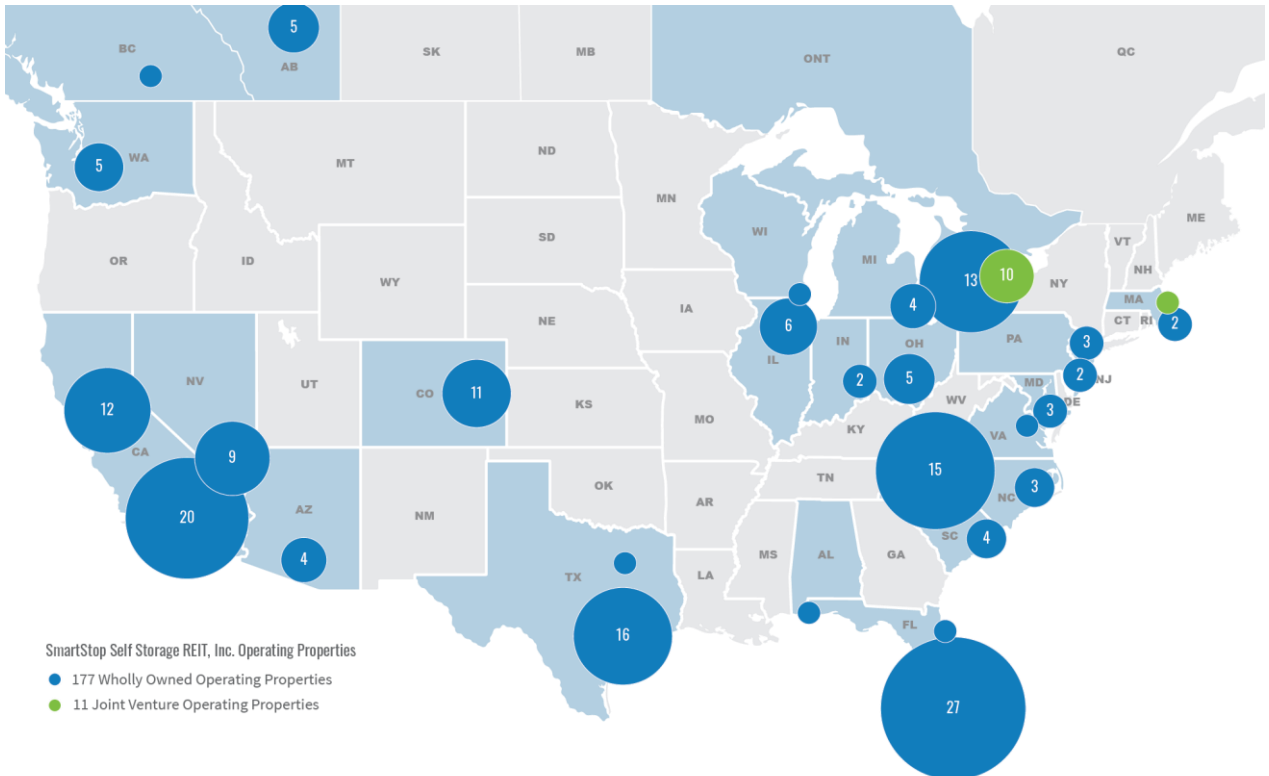 5
BC
SK
MB
ONT
QC
AB
5
WA
MT
ND
MN
ME
OR
ID
SD
WI
VT
NH
WY
MI
13
10
NY
4
MA
NE
IA
6
CT
RI
2
NV
UT
CO
11
KS
IL
IN
OH
PA
3
2
5
2
NJ
MD
DE
12
MO
WV
3
KY
VA
CA
9
15
TN
NC
3
20
AZ
NM
OK
AR
SC
4
4
TX
LA
MS
AL
GA
16
FL
27
SmartStop Self Storage REIT, Inc. Operating Properties
177 Wholly Owned Operating Properties
11 Joint Venture Operating Properties